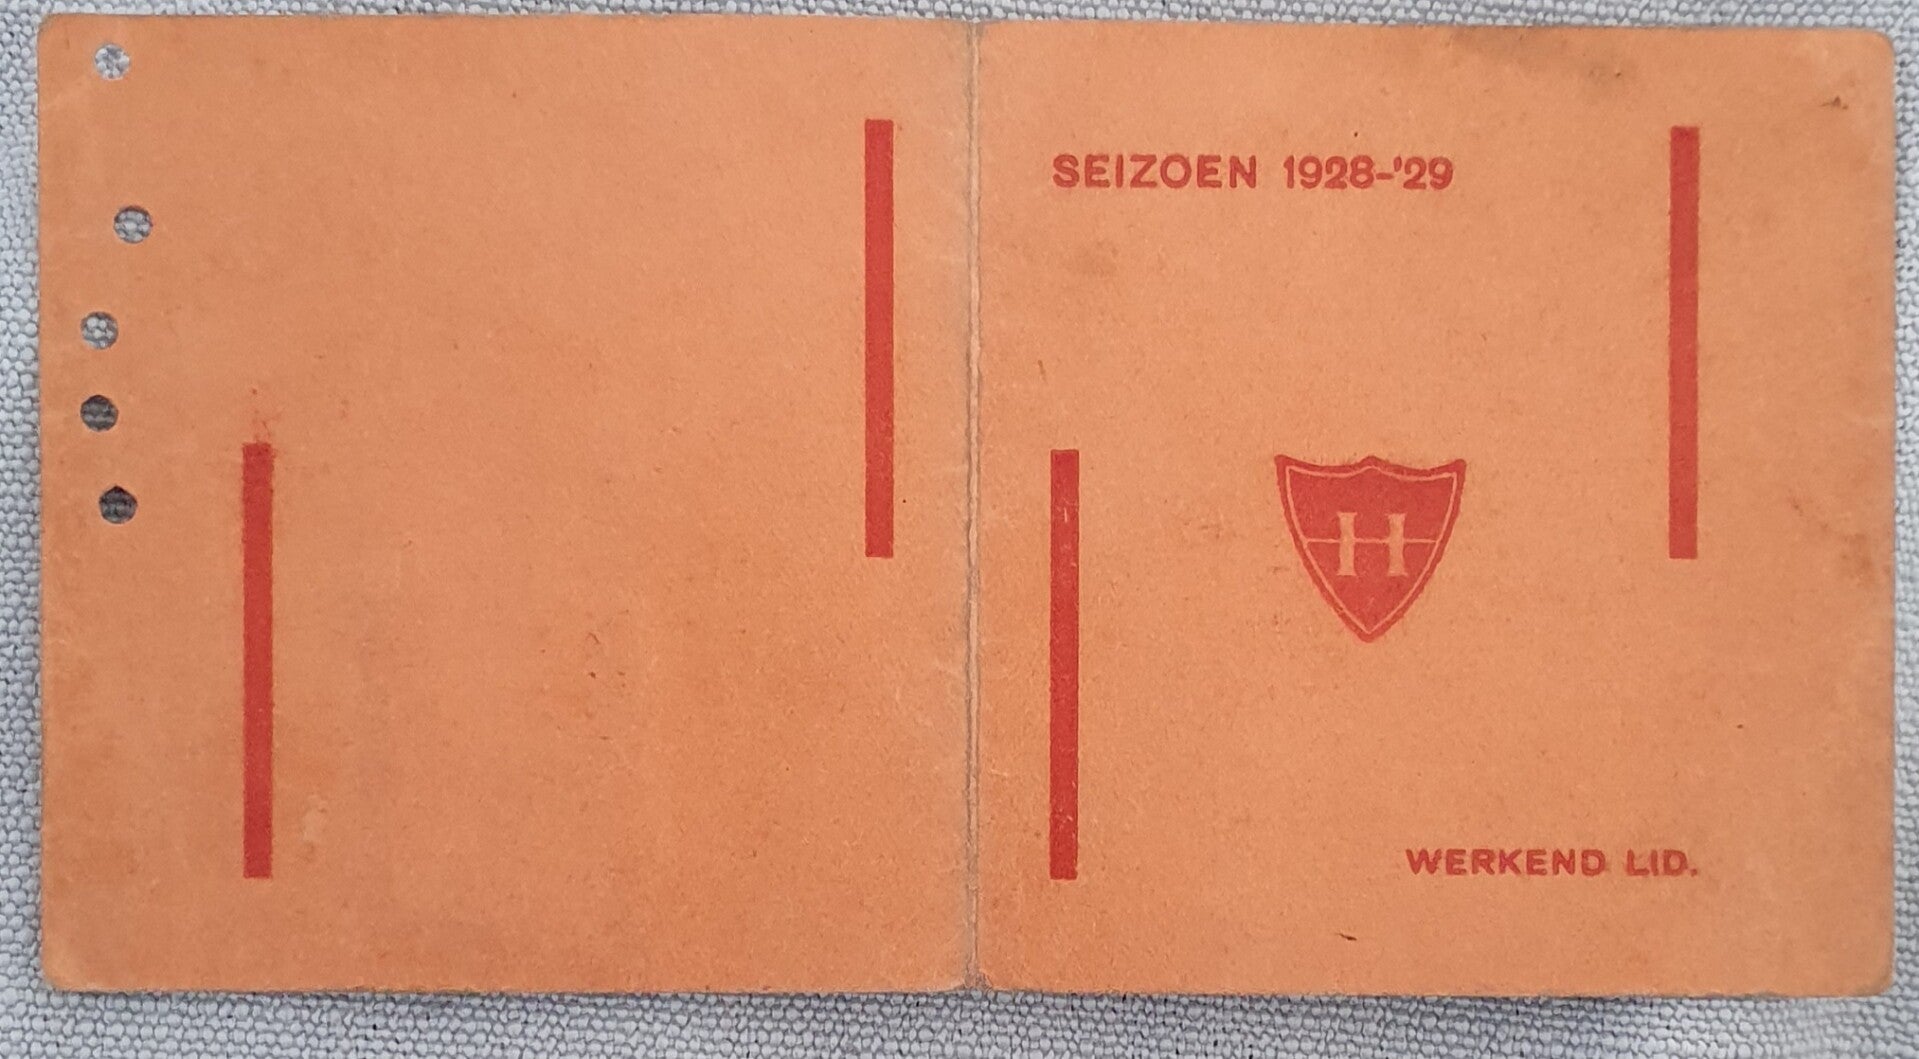 SEIZOEN 1928-'29
H
WERKEND LID.